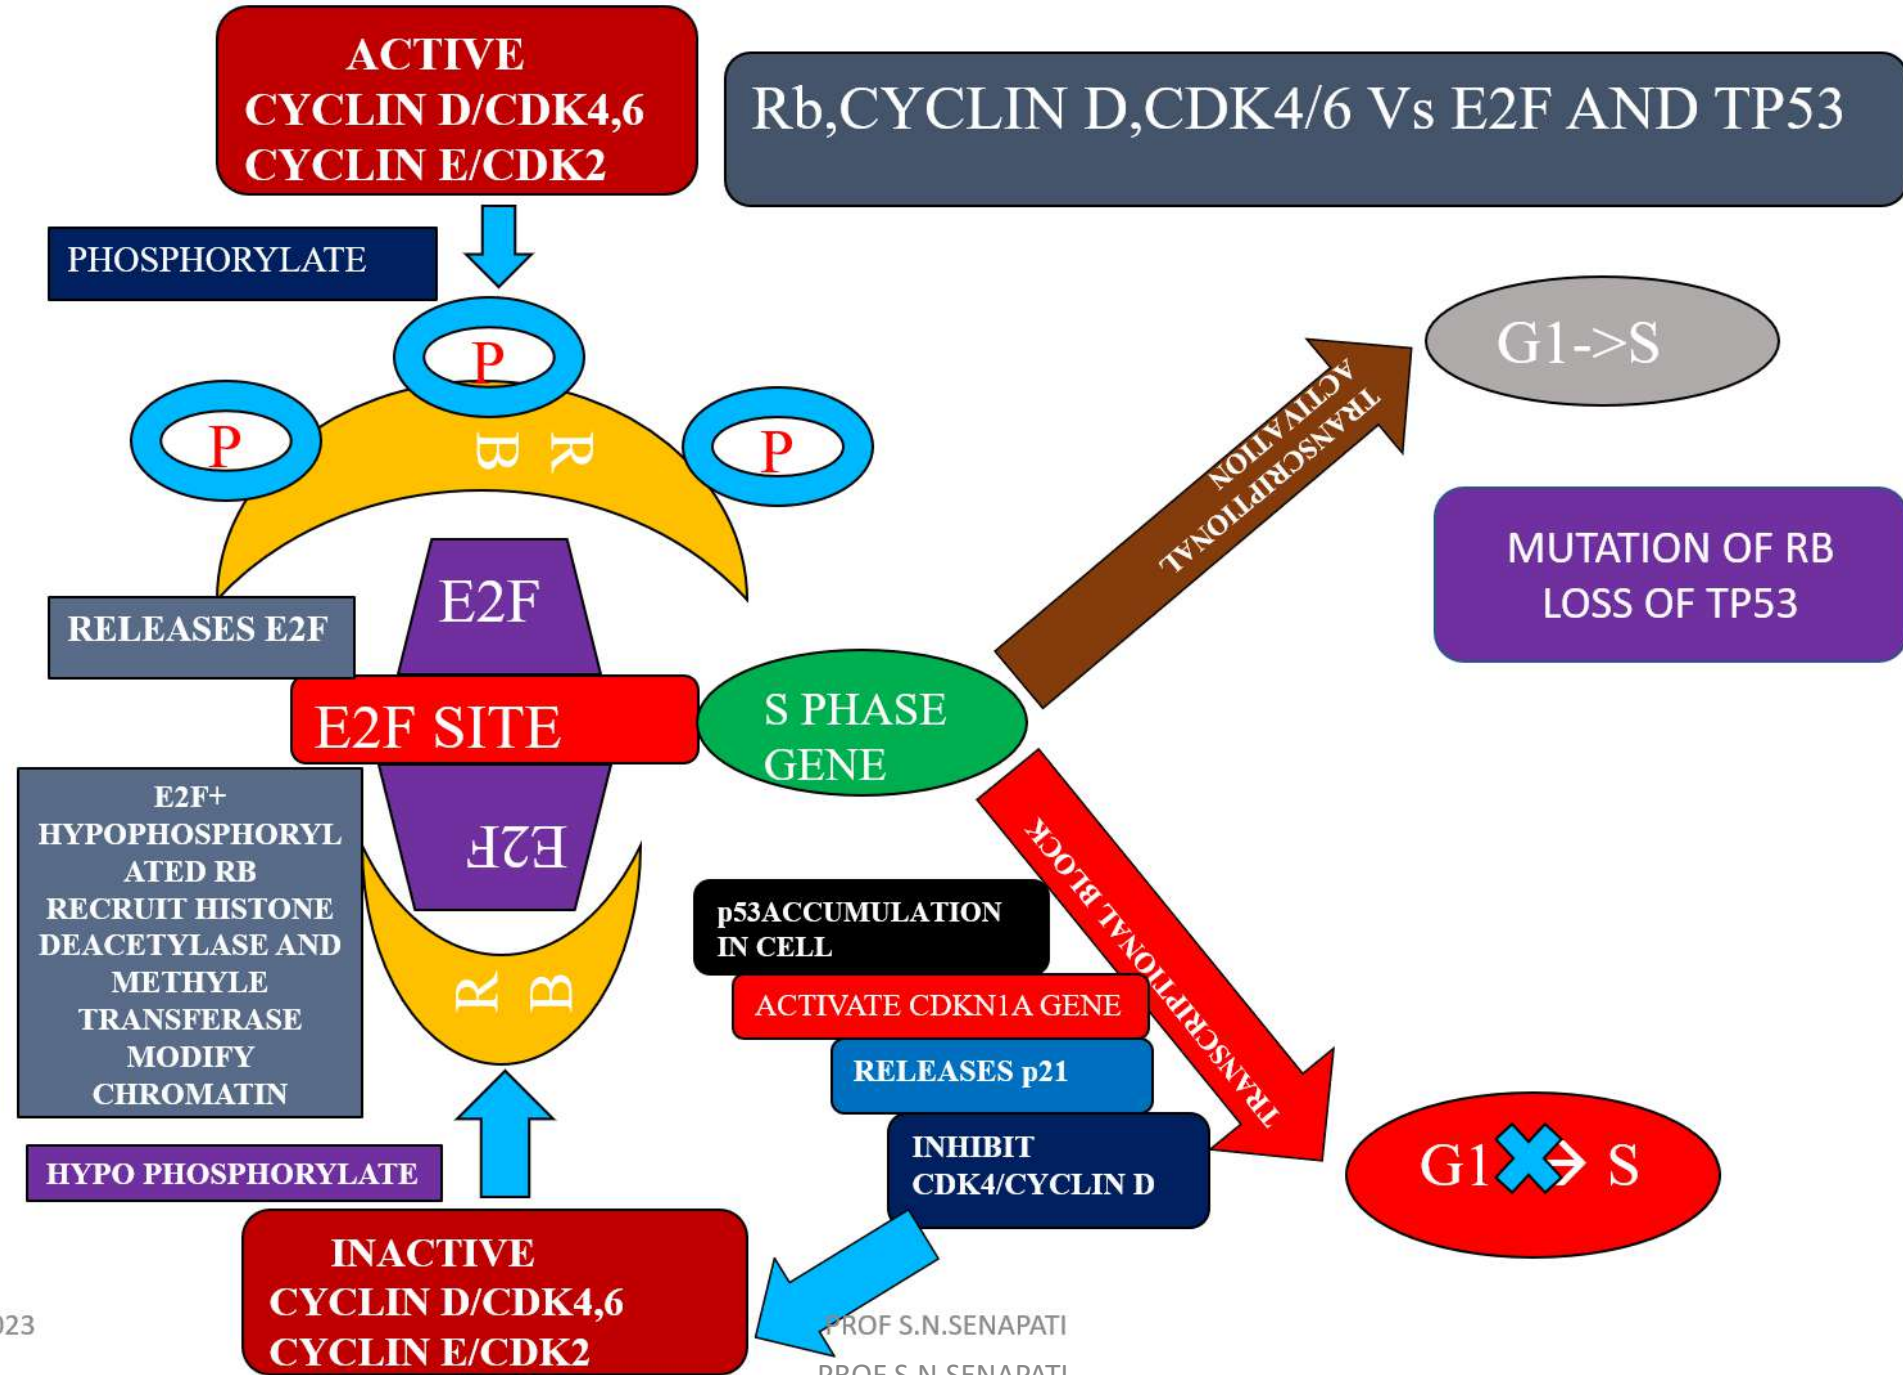 ACTIVE
CYCLIN D/CDK4,6
CYCLIN E/CDK2
Rb,CYCLIN D,CDK4/6 Vs E2F AND TP53
PHOSPHORYLATE
P
P
P
R
B
G1->S
TRANSCRIPTIONAL
ACTIVATION
MUTATION OF RB
LOSS OF TP53
E2F
RELEASES E2F
E2F SITE
S PHASE
GENE
E2F+
HYPOPHOSPHORYL
ATED RB
RECRUIT HISTONE
DEACETYLASE AND
METHYLE
TRANSFERASE
MODIFY
CHROMATIN
E2F
R
B
TRANSCRIPTIONAL BLOCK
p53ACCUMULATION
IN CELL
ACTIVATE CDKN1A GENE
RELEASES p21
INHIBIT
CDK4/CYCLIN D
G1→ S
HYPO PHOSPHORYLATE
INACTIVE
CYCLIN D/CDK4,6
CYCLIN E/CDK2
023
PROF S.N.SENAPATI
PROF S.N.SENAPATI